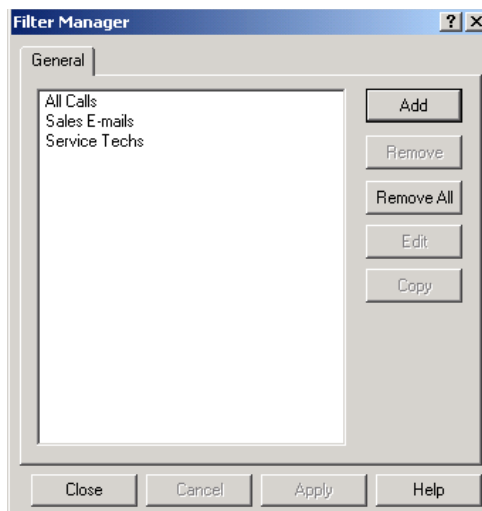 Filter Manager
General
All Calls
Sales E-mails
Service Techs
Add
Remove
Remove All
Edit
Copy
Close Cancel Apply Help